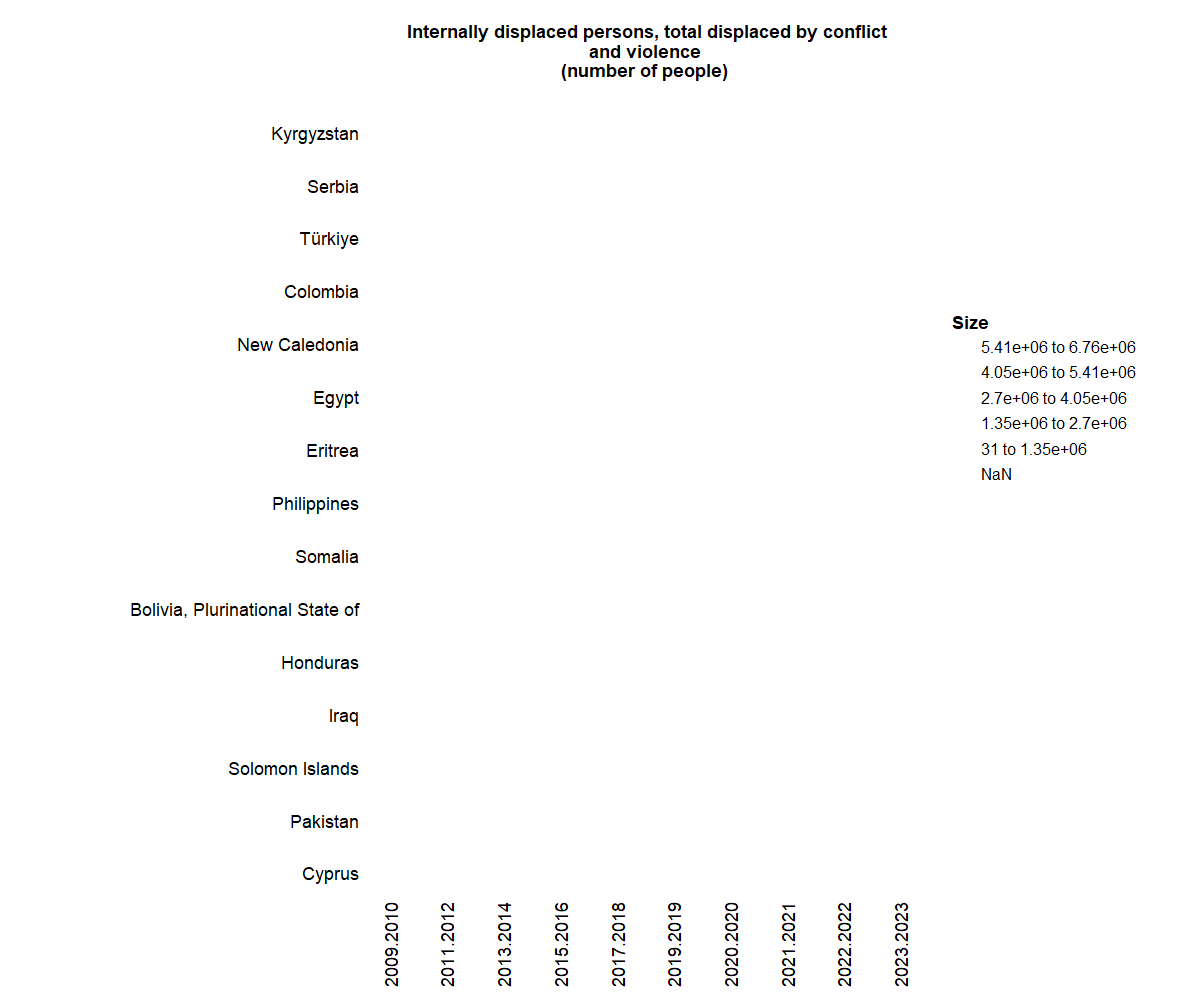 Internally displaced persons, total displaced by conflict
and violence
(number of people)
Kyrgyzstan
Serbia
Türkiye
Colombia
New Caledonia
Egypt
Eritrea
Philippines
Somalia
Bolivia, Plurinational State of
Honduras
Iraq
Solomon Islands
Pakistan
Cyprus
2009.2010
2011.2012
2013.2014
2015.2016
2017.2018
2019.2019
2020.2020
2021.2021
2022.2022
2023.2023
Size
5.41e+06 to 6.76e+06
4.05e+06 to 5.41e+06
2.7e+06 to 4.05e+06
1.35e+06 to 2.7e+06
31 to 1.35e+06
NaN